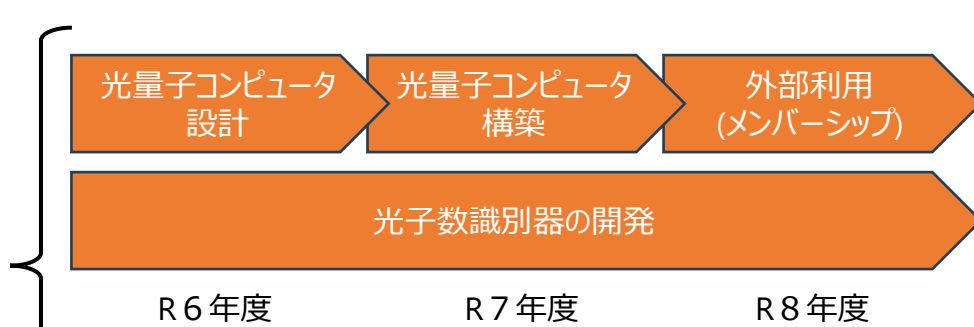 光量子コンピュータ
設計
光量子コンピュータ
構築
外部利用
(メンバーシップ)
光子数識別器の開発
R６年度
R７年度
R８年度